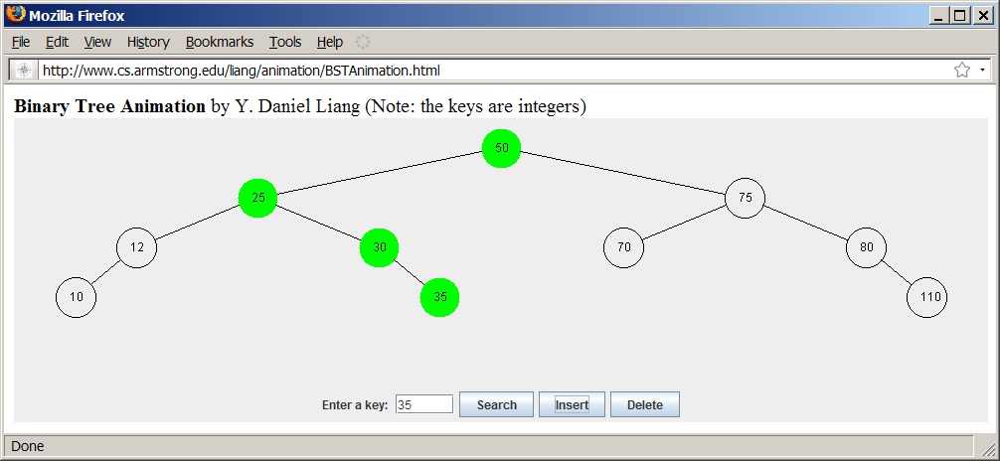 Mozilla Firefox
File Edit View History Bookmarks Tools Help
http://www.cs.armstrong.edu/liang/animation/BSTAnimation.html
Binary Tree Animation by Y. Daniel Liang (Note: the keys are integers)
50
25 75
12 30 70 80
10 35 110
Enter a key: 35 Search Insert Delete
Done